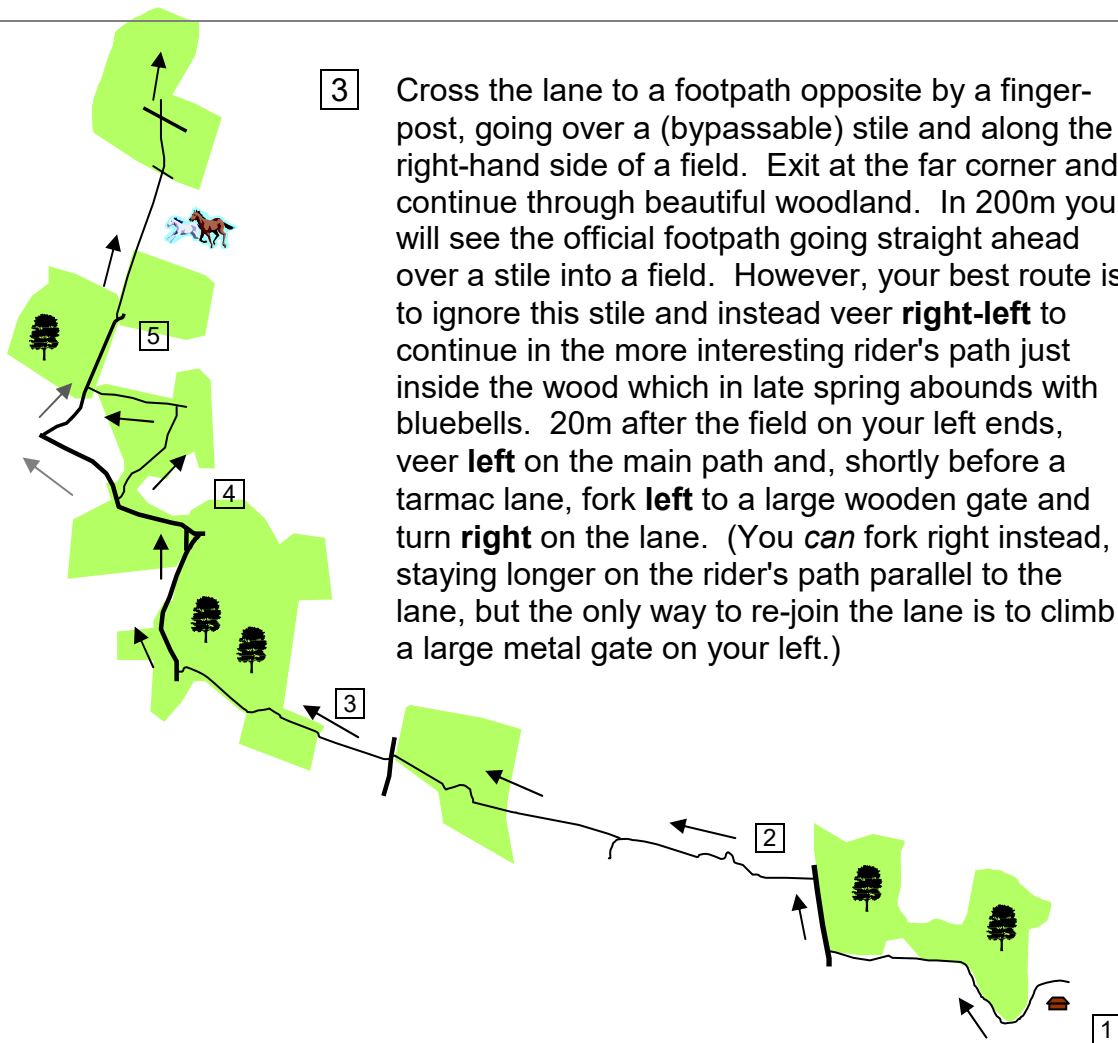 3 Cross the lane to a footpath opposite by a finger-
post, going over a (bypassable) stile and along the
right-hand side of a field. Exit at the far corner and
continue through beautiful woodland. In 200m you
will see the official footpath going straight ahead
over a stile into a field. However, your best route is
to ignore this stile and instead veer right-left to
continue in the more interesting rider's path just
inside the wood which in late spring abounds with
bluebells. 20m after the field on your left ends,
veer left on the main path and, shortly before a
tarmac lane, fork left to a large wooden gate and
turn right on the lane. (You can fork right instead,
staying longer on the rider's path parallel to the
lane, but the only way to re-join the lane is to climb
a large metal gate on your left.)
5
4
3
2
1